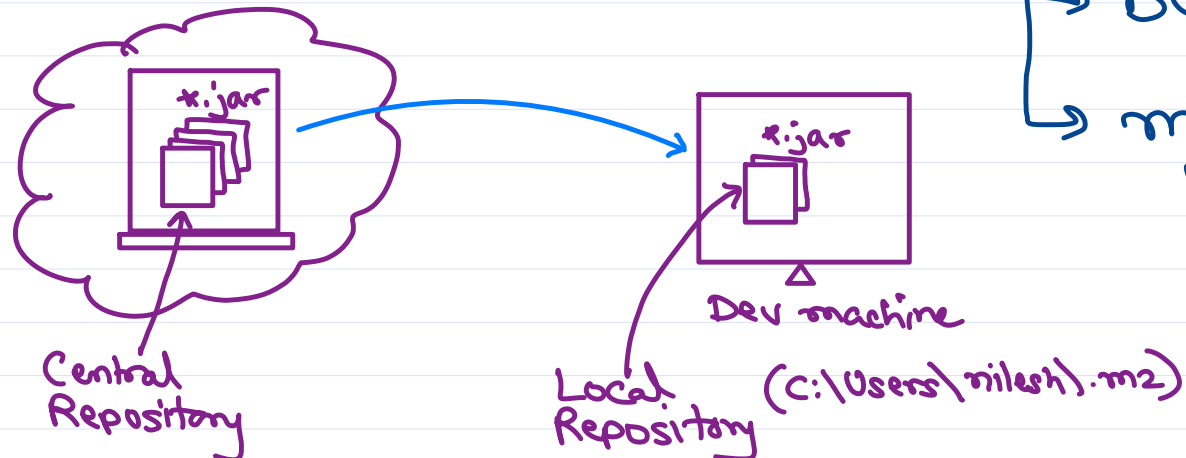 *.jar
*.jar
Dev machine
Central
Repository
Local
Repository
(C:\Users\nilesh\.m2)